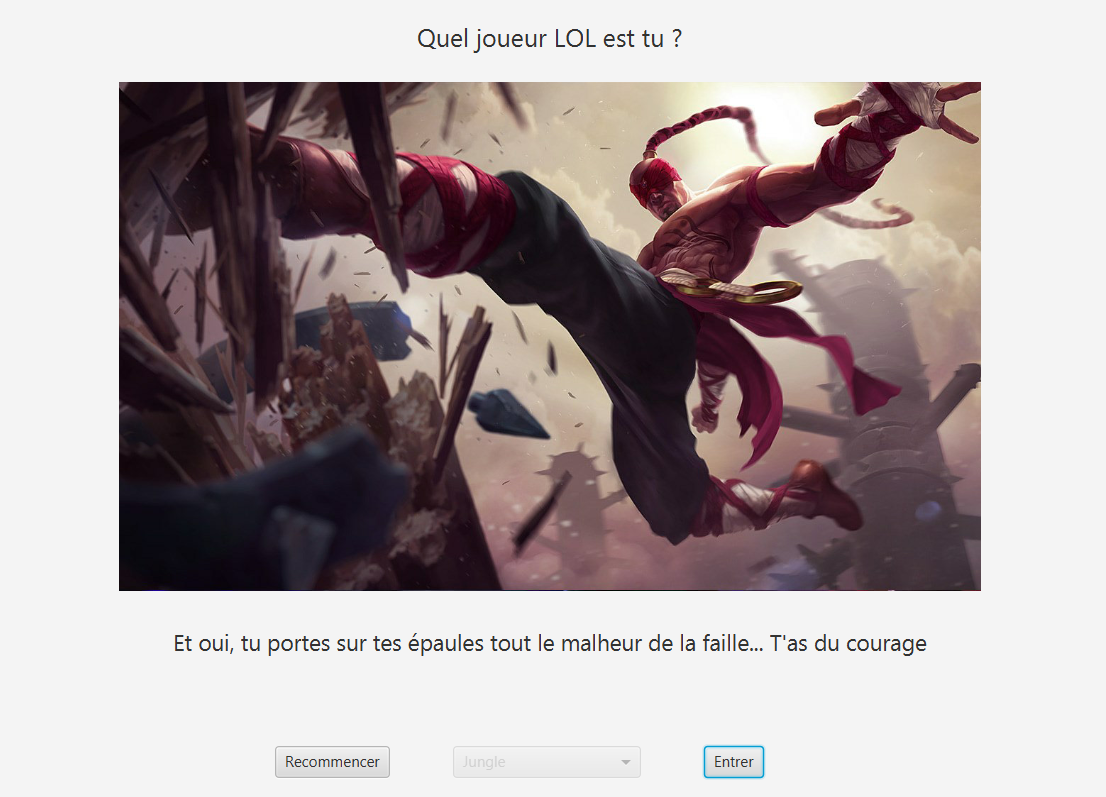 Quel joueur LOL est tu ?
Et oui, tu portes sur tes épaules tout le malheur de la faille... T'as du courage
Recommencer
Jungle
Entrer